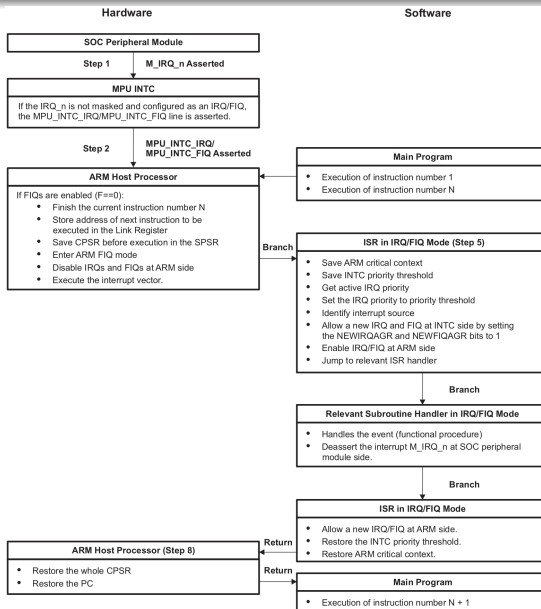 Hardware
Software
SOC Peripheral Module
Step 1
M_IRQ_n Asserted
MPU INTC
If the IRQ_n is not masked and configured as an IRQ/FIQ,
the MPU_INTC_IRQ/MPU_INTC_FIQ line is asserted.
Step 2
MPU_INTC_IRQ/
MPU_INTC_FIQ Asserted
Main Program
• Execution of instruction number 1
• Execution of instruction number N
ARM Host Processor
If FIQs are enabled (F==0):
• Finish the current instruction number N
• Store address of next instruction to be
executed in the Link Register
• Save CPSR before execution in the SPSR
• Enter ARM FIQ mode
• Disable IRQs and FIQs at ARM side
• Execute the interrupt vector.
Branch
ISR in IRQ/FIQ Mode (Step 5)
• Save ARM critical context
• Save INTC priority threshold
• Get active IRQ priority
• Set the IRQ priority to priority threshold
• Identify interrupt source
• Allow a new IRQ and FIQ at INTC side by setting
the NEWIRQAGR and NEWFIQAGR bits to 1
• Enable IRQ/FIQ at ARM side
• Jump to relevant ISR handler
Branch
Relevant Subroutine Handler in IRQ/FIQ Mode
• Handles the event (functional procedure)
• Deassert the interrupt M_IRQ_n at SOC peripheral
module side.
Branch
ISR in IRQ/FIQ Mode
• Allow a new IRQ/FIQ at ARM side.
• Restore the INTC priority threshold.
• Restore ARM critical context.
Return
ARM Host Processor (Step 8)
• Restore the whole CPSR
• Restore the PC
Return
Main Program
• Execution of instruction number N + 1